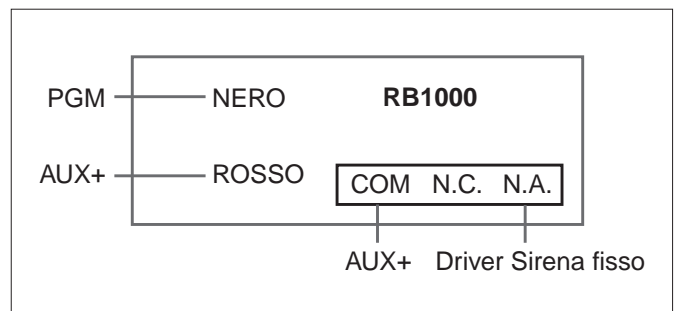 PGM NERO RB1000
AUX+ ROSSO
COM N.C. N.A.
AUX+ Driver Sirena fisso